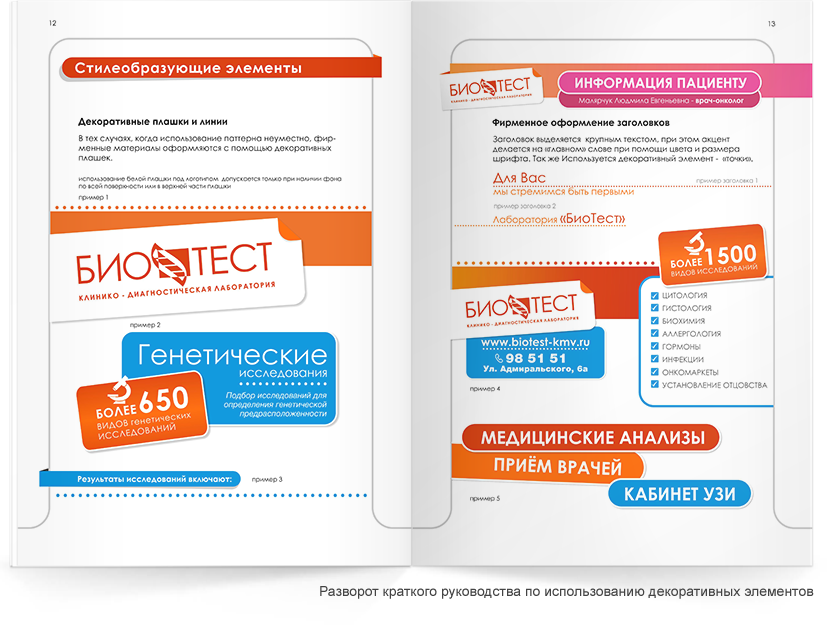 12
Стилеобразующие элементы
Декоративные плашки и линии
В тех случаях, когда использование паттерна неуместно, фир-
менные материалы оформляются с помощью декоративных
плашек.
использование белой плашки под логотипом допускается только при наличии фона
по всей поверхности или в верхней части плашки
пример 1
БИОТЕСТ
КЛИНИКО - ДИАГНОСТИЧЕСКАЯ ЛАБОРАТОРИЯ
пример 2
Генетические
исследования
Подбор исследований для
определения генетической
предрасположенности
БОЛЕЕ 650
ВИДОВ генетических
ИССЛЕДОВАНИЙ
Результаты исследований включают:
пример 3
13
БИОТЕСТ
КЛИНИКО - ДИАГНОСТИЧЕСКАЯ ЛАБОРАТОРИЯ
ИНФОРМАЦИЯ ПАЦИЕНТУ
Малярчук Людмила Евгеньевна - врач-онколог
Фирменное оформление заголовков
Заголовок выделяется крупным текстом, при этом акцент
делается на «главном» слове при помощи цвета и размера
шрифта. Так же Используется декоративный элемент - «точки».
Для Вас
пример заголовка 1
мы стремимся быть первыми
пример заголовка 2
Лаборатория «БиоТест»
БОЛЕЕ 1500
ВИДОВ ИССЛЕДОВАНИЙ
БИОТЕСТ
КЛИНИКО - ДИАГНОСТИЧЕСКАЯ ЛАБОРАТОРИЯ
www.biotest-kmv.ru
98 51 51
Ул. Адмиральского, 6а
ЦИТОЛОГИЯ
ГИСТОЛОГИЯ
БИОХИМИЯ
АЛЛЕРГОЛОГИЯ
ГОРМОНЫ
ИНФЕКЦИИ
ОНКОМАРКЕТЫ
УСТАНОВЛЕНИЕ ОТЦОВСТВА
пример 4
МЕДИЦИНСКИЕ АНАЛИЗЫ
ПРИЁМ ВРАЧЕЙ
КАБИНЕТ УЗИ
пример 5
Разворот краткого руководства по использованию декоративных элементов